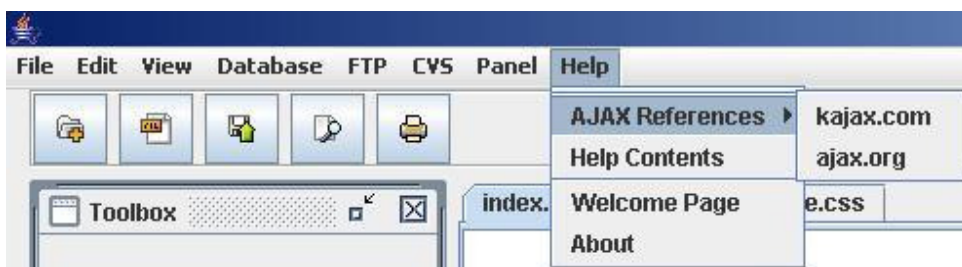 File Edit View Database FTP CVS Panel Help
AJAX References kajax.com
Help Contents ajax.org
Toolbox index. Welcome Page e.css
About